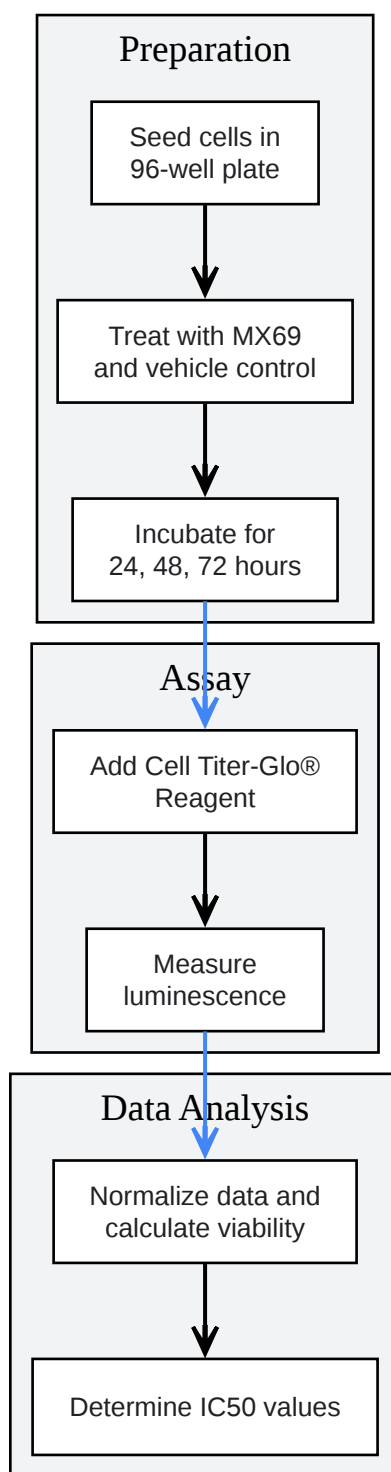 Preparation
Seed cells in
96-well plate
Treat with MX69
and vehicle control
Incubate for
24, 48, 72 hours
Assay
Add Cell Titer-Glo®
Reagent
Measure
luminescence
Data Analysis
Normalize data and
calculate viability
Determine IC50 values